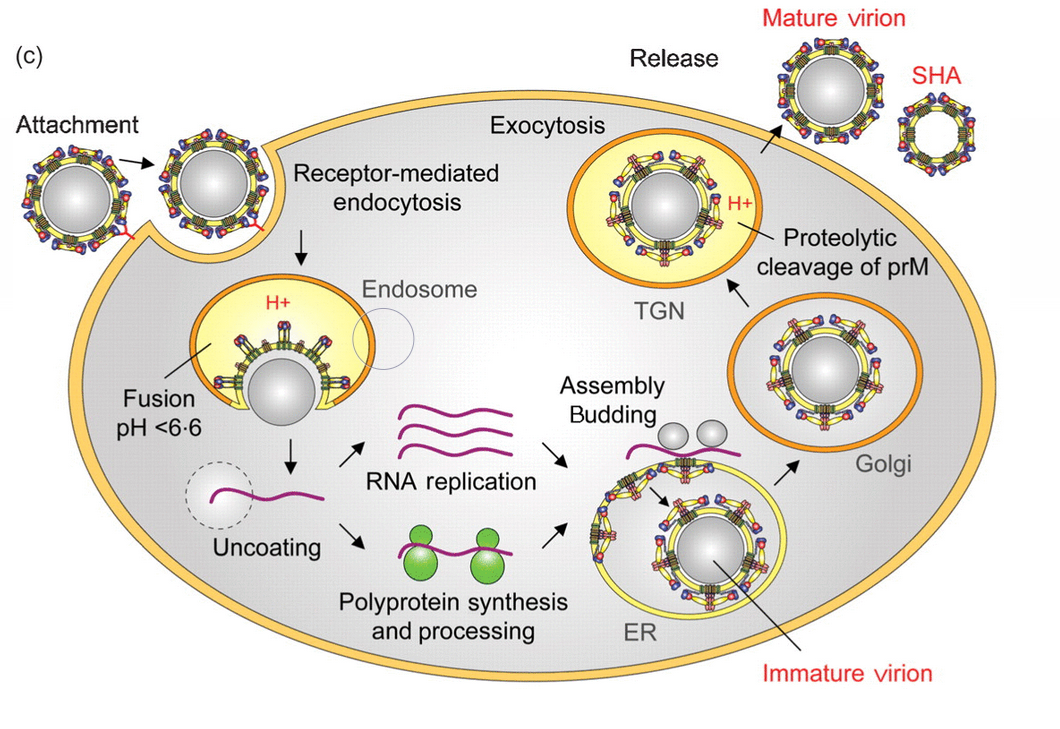 (c)
Mature virion
Release
SHA
Attachment
Exocytosis
Receptor-mediated
endocytosis
H+
Proteolytic
cleavage of prM
Endosome
H+
TGN
Fusion
pH <6·6
Assembly
Budding
Golgi
RNA replication
Uncoating
Polyprotein synthesis
and processing
ER
Immature virion